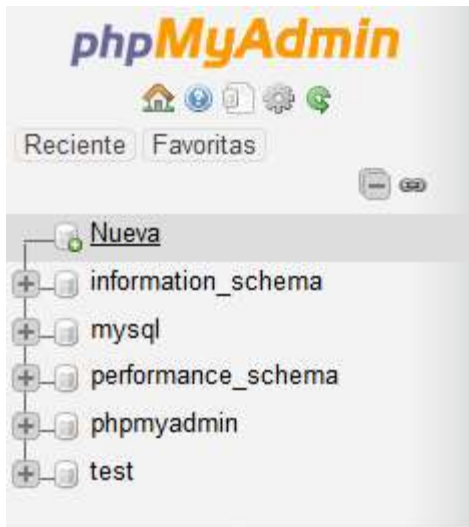 phpMyAdmin
Reciente Favoritas
Nueva
information_schema
mysql
performance_schema
phpmyadmin
test